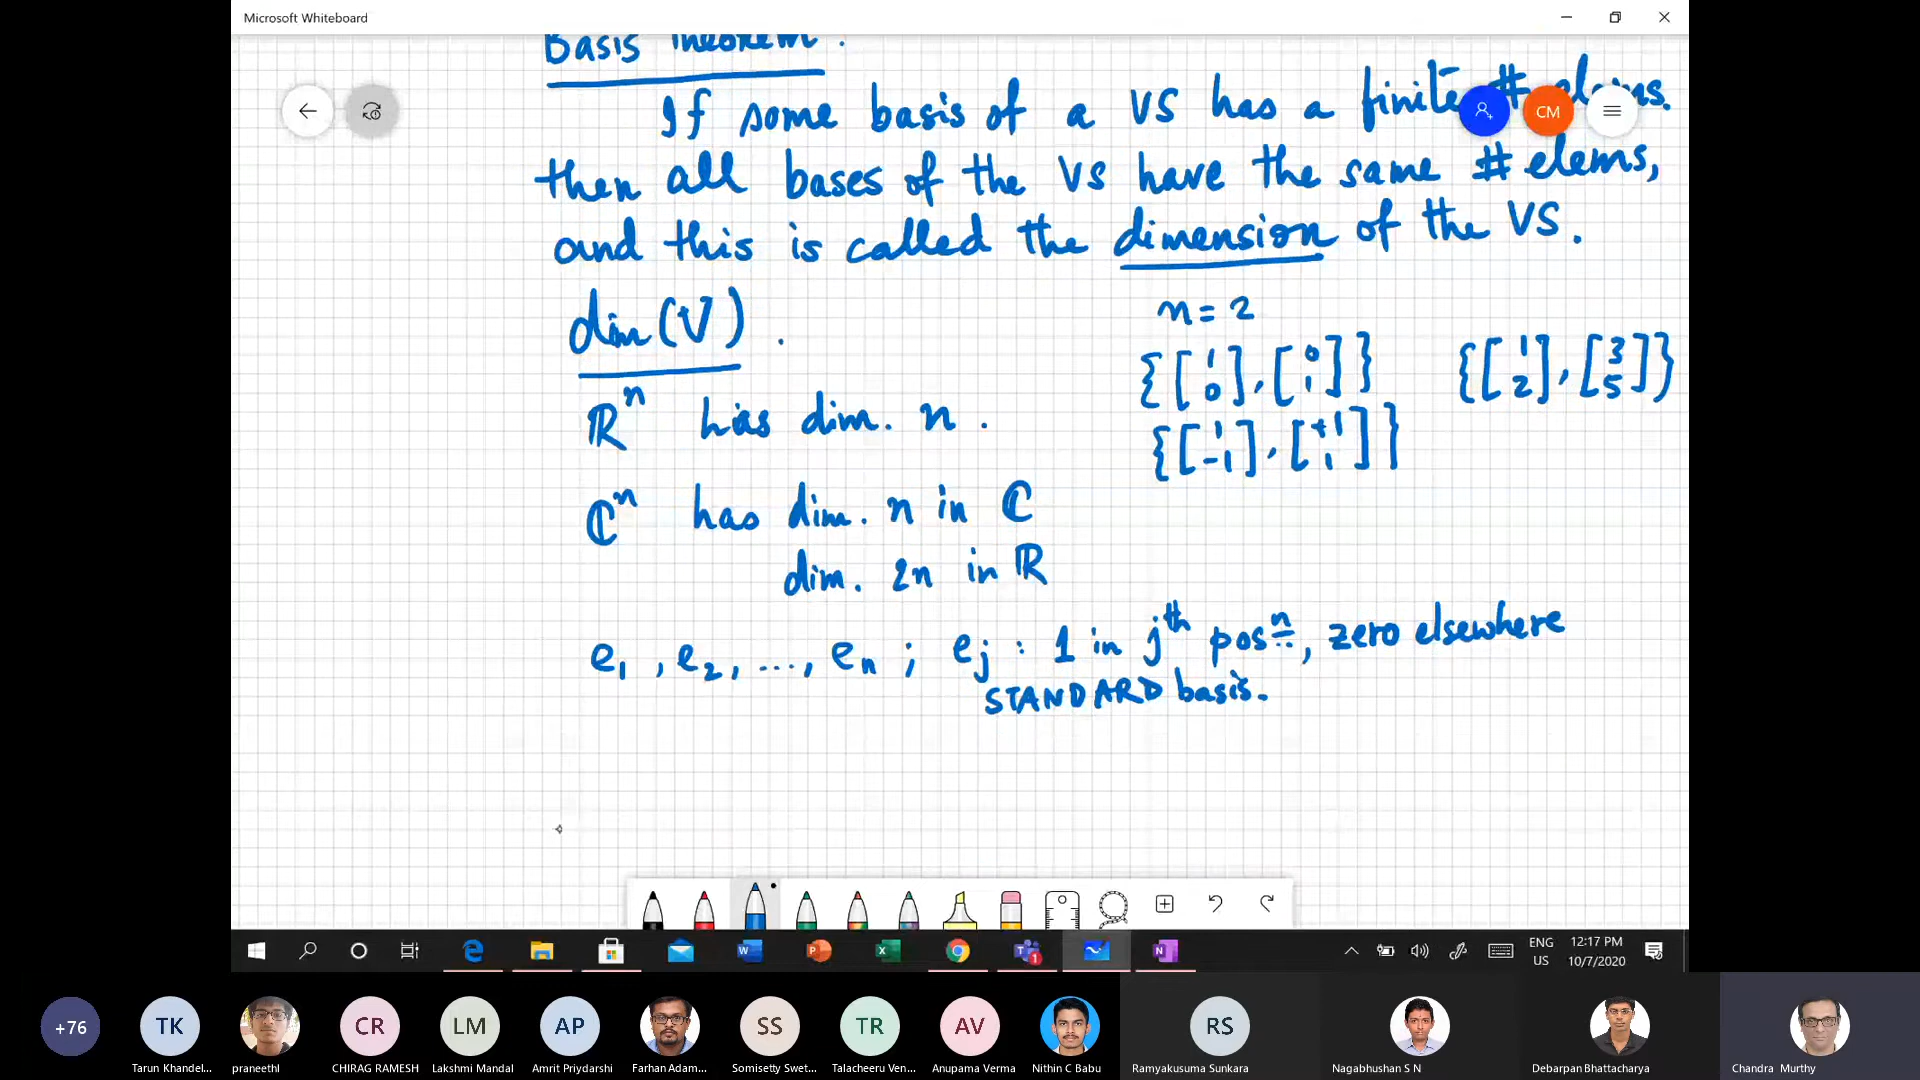 Microsoft Whiteboard
Basis Theorem.
If some basis of a VS has a finite # elems.
CM
then all bases of the VS have the same # elems,
and this is called the dimension of the VS.
dim(V).
n = 2
{[1 0], [0 1]} {[1 2], [3 5]}
ℝⁿ has dim. n.
{[1 -1], [+1 1]}
ℂⁿ has dim. n in ℂ
dim. 2n in ℝ
e₁, e₂, ..., eₙ ; eⱼ : 1 in jᵗʰ posⁿ, zero elsewhere
STANDARD basis.
ENG
US
12:17 PM
10/7/2020
+76
TK
CR
LM
AP
SS
TR
AV
RS
Tarun Khandel...
praneethl
CHIRAG RAMESH
Lakshmi Mandal
Amrit Priydarshi
Farhan Adam...
Somisetty Swet...
Talacheeru Ven...
Anupama Verma
Nithin C Babu
Ramyakusuma Sunkara
Nagabhushan S N
Debarpan Bhattacharya
Chandra Murthy